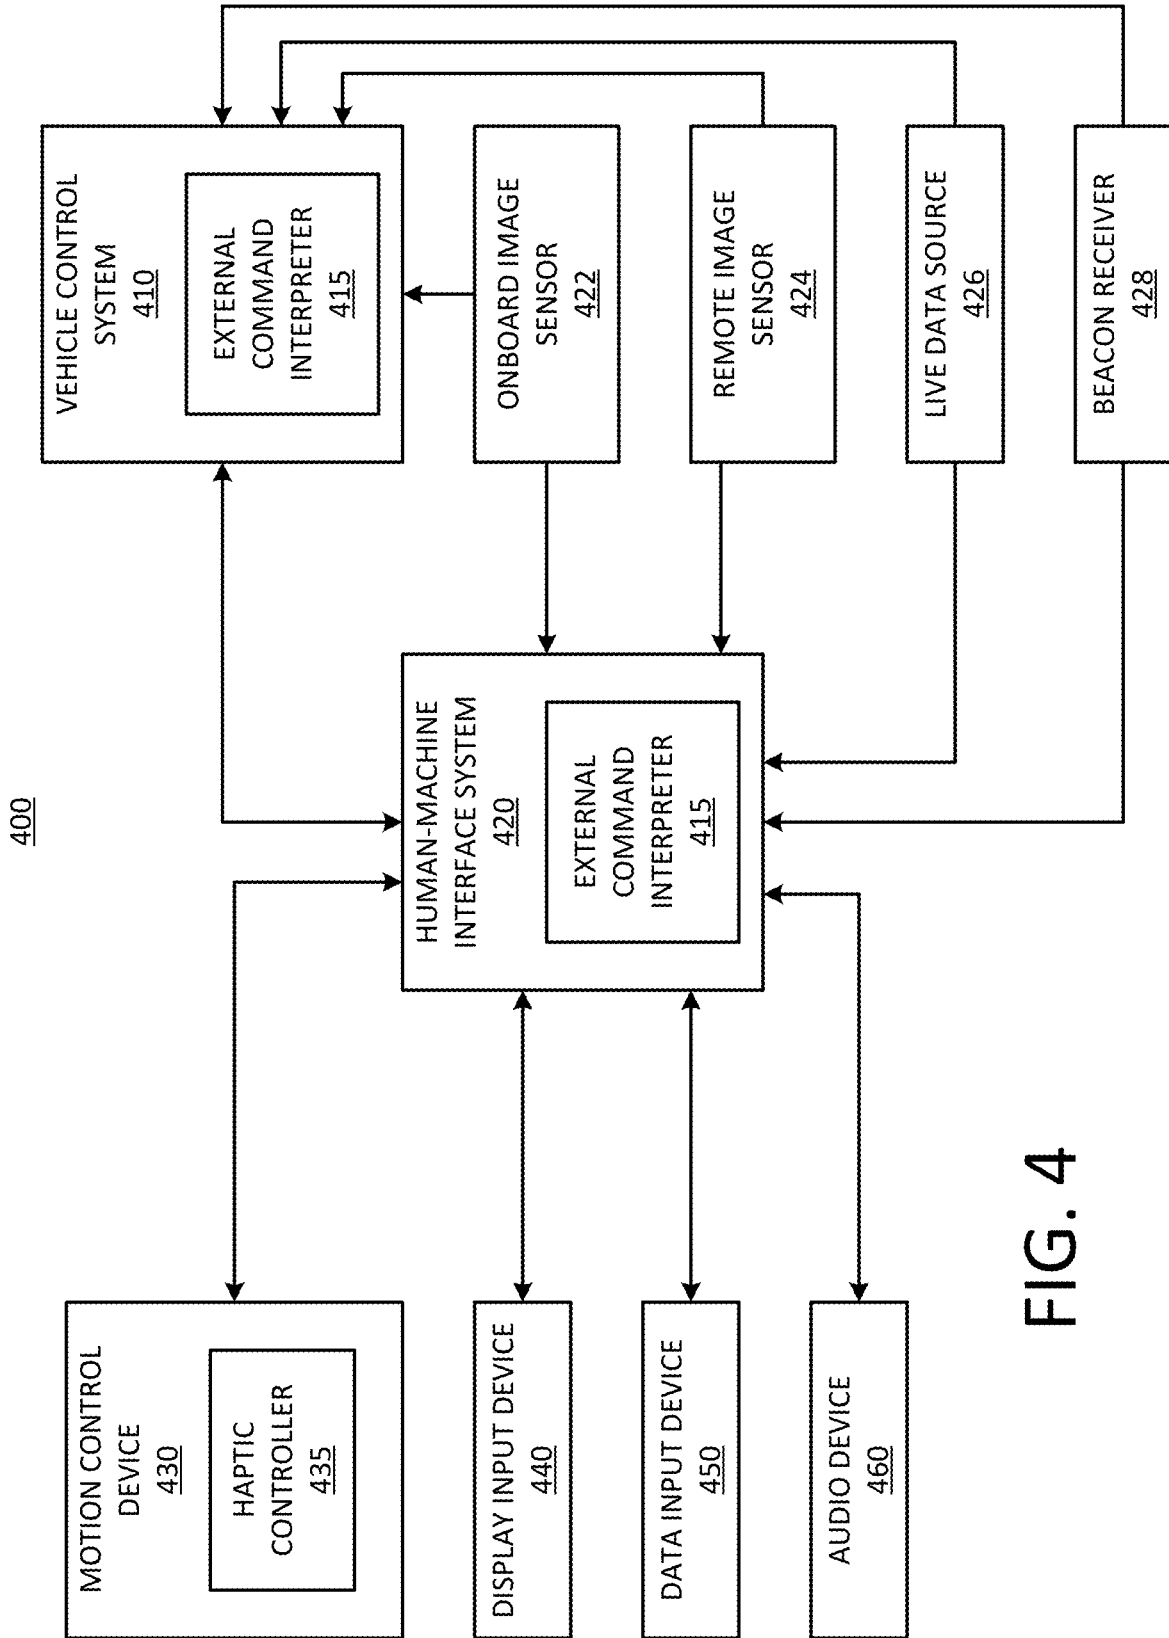 400
MOTION CONTROL
DEVICE
430
HAPTIC
CONTROLLER
435
DISPLAY INPUT DEVICE
440
DATA INPUT DEVICE
450
AUDIO DEVICE
460
HUMAN-MACHINE
INTERFACE SYSTEM
420
EXTERNAL
COMMAND
INTERPRETER
415
VEHICLE CONTROL
SYSTEM
410
EXTERNAL
COMMAND
INTERPRETER
415
ONBOARD IMAGE
SENSOR
422
REMOTE IMAGE
SENSOR
424
LIVE DATA SOURCE
426
BEACON RECEIVER
428
FIG. 4